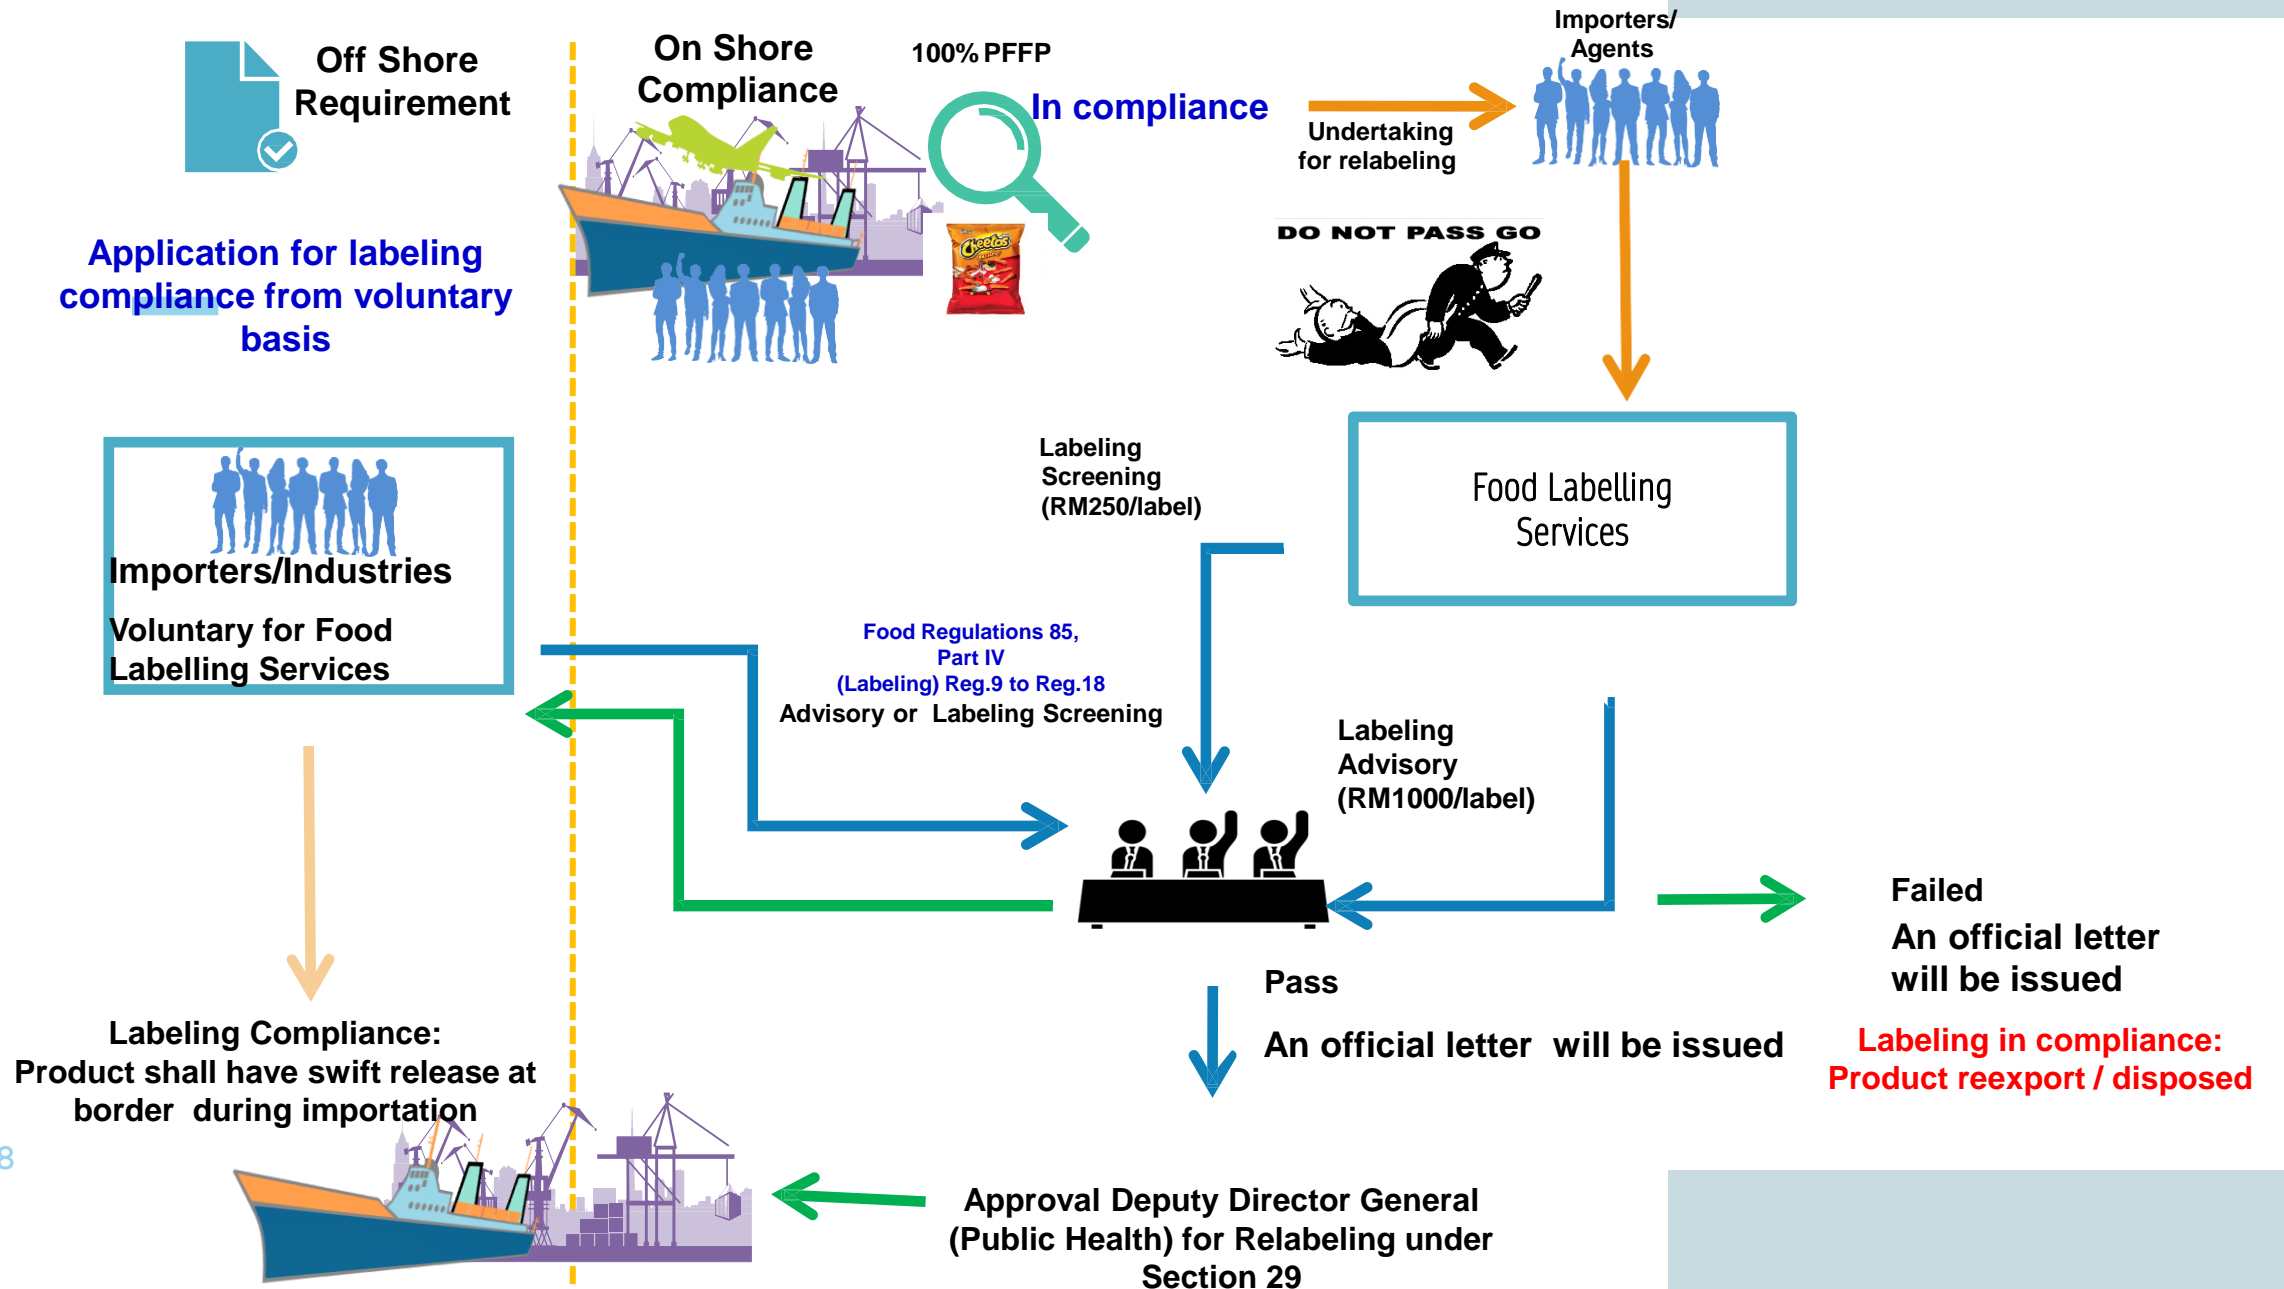 Off Shore
Requirement
On Shore
Compliance
100% PFFP
In compliance
Undertaking
for relabeling
Importers/
Agents
Application for labeling
compliance from voluntary
basis
Cheetos
DO NOT PASS GO
Importers/Industries
Voluntary for Food
Labelling Services
Labeling
Screening
(RM250/label)
Food Labelling
Services
Food Regulations 85,
Part IV
(Labeling) Reg.9 to Reg.18
Advisory or Labeling Screening
Labeling
Advisory
(RM1000/label)
Failed
An official letter
will be issued
Labeling in compliance:
Product reexport / disposed
Pass
An official letter will be issued
Labeling Compliance:
Product shall have swift release at
border during importation
8
Approval Deputy Director General
(Public Health) for Relabeling under
Section 29